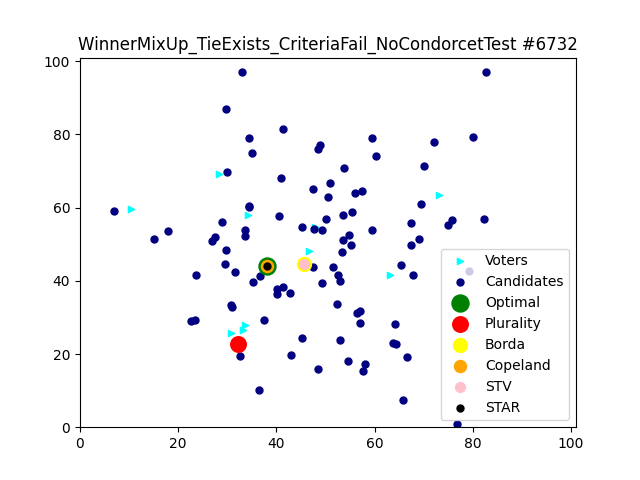 WinnerMixUp_TieExists_CriteriaFail_NoCondorcetTest #6732
100
80
60
40
20
0
Voters
Candidates
Optimal
Plurality
Borda
Copeland
STV
STAR
0 20 40 60 80 100